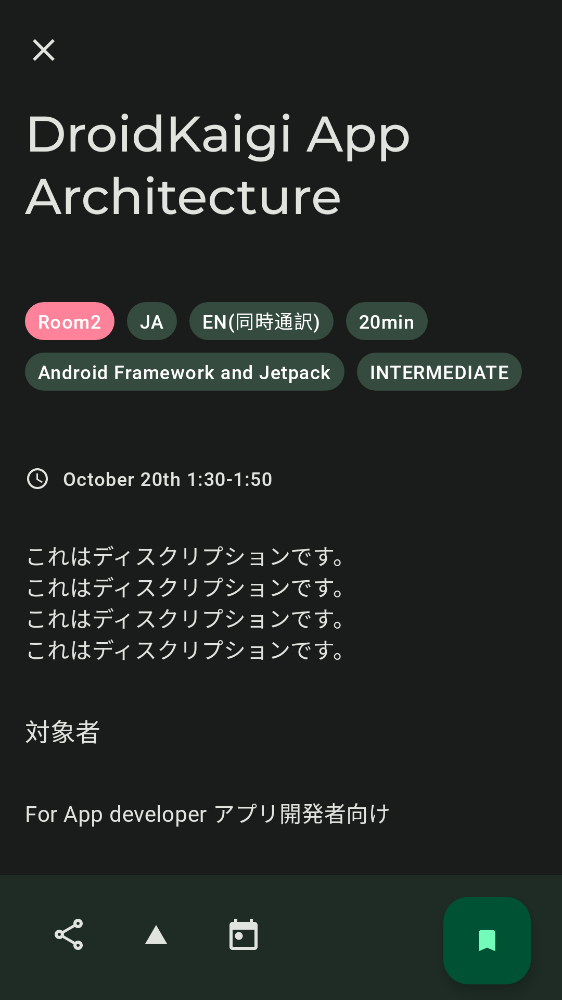 DroidKaigi App
Architecture
Room2 JA EN(同時通訳) 20min
Android Framework and Jetpack INTERMEDIATE
October 20th 1:30-1:50
これはディスクリプションです。
これはディスクリプションです。
これはディスクリプションです。
これはディスクリプションです。
対象者
For App developer アプリ開発者向け